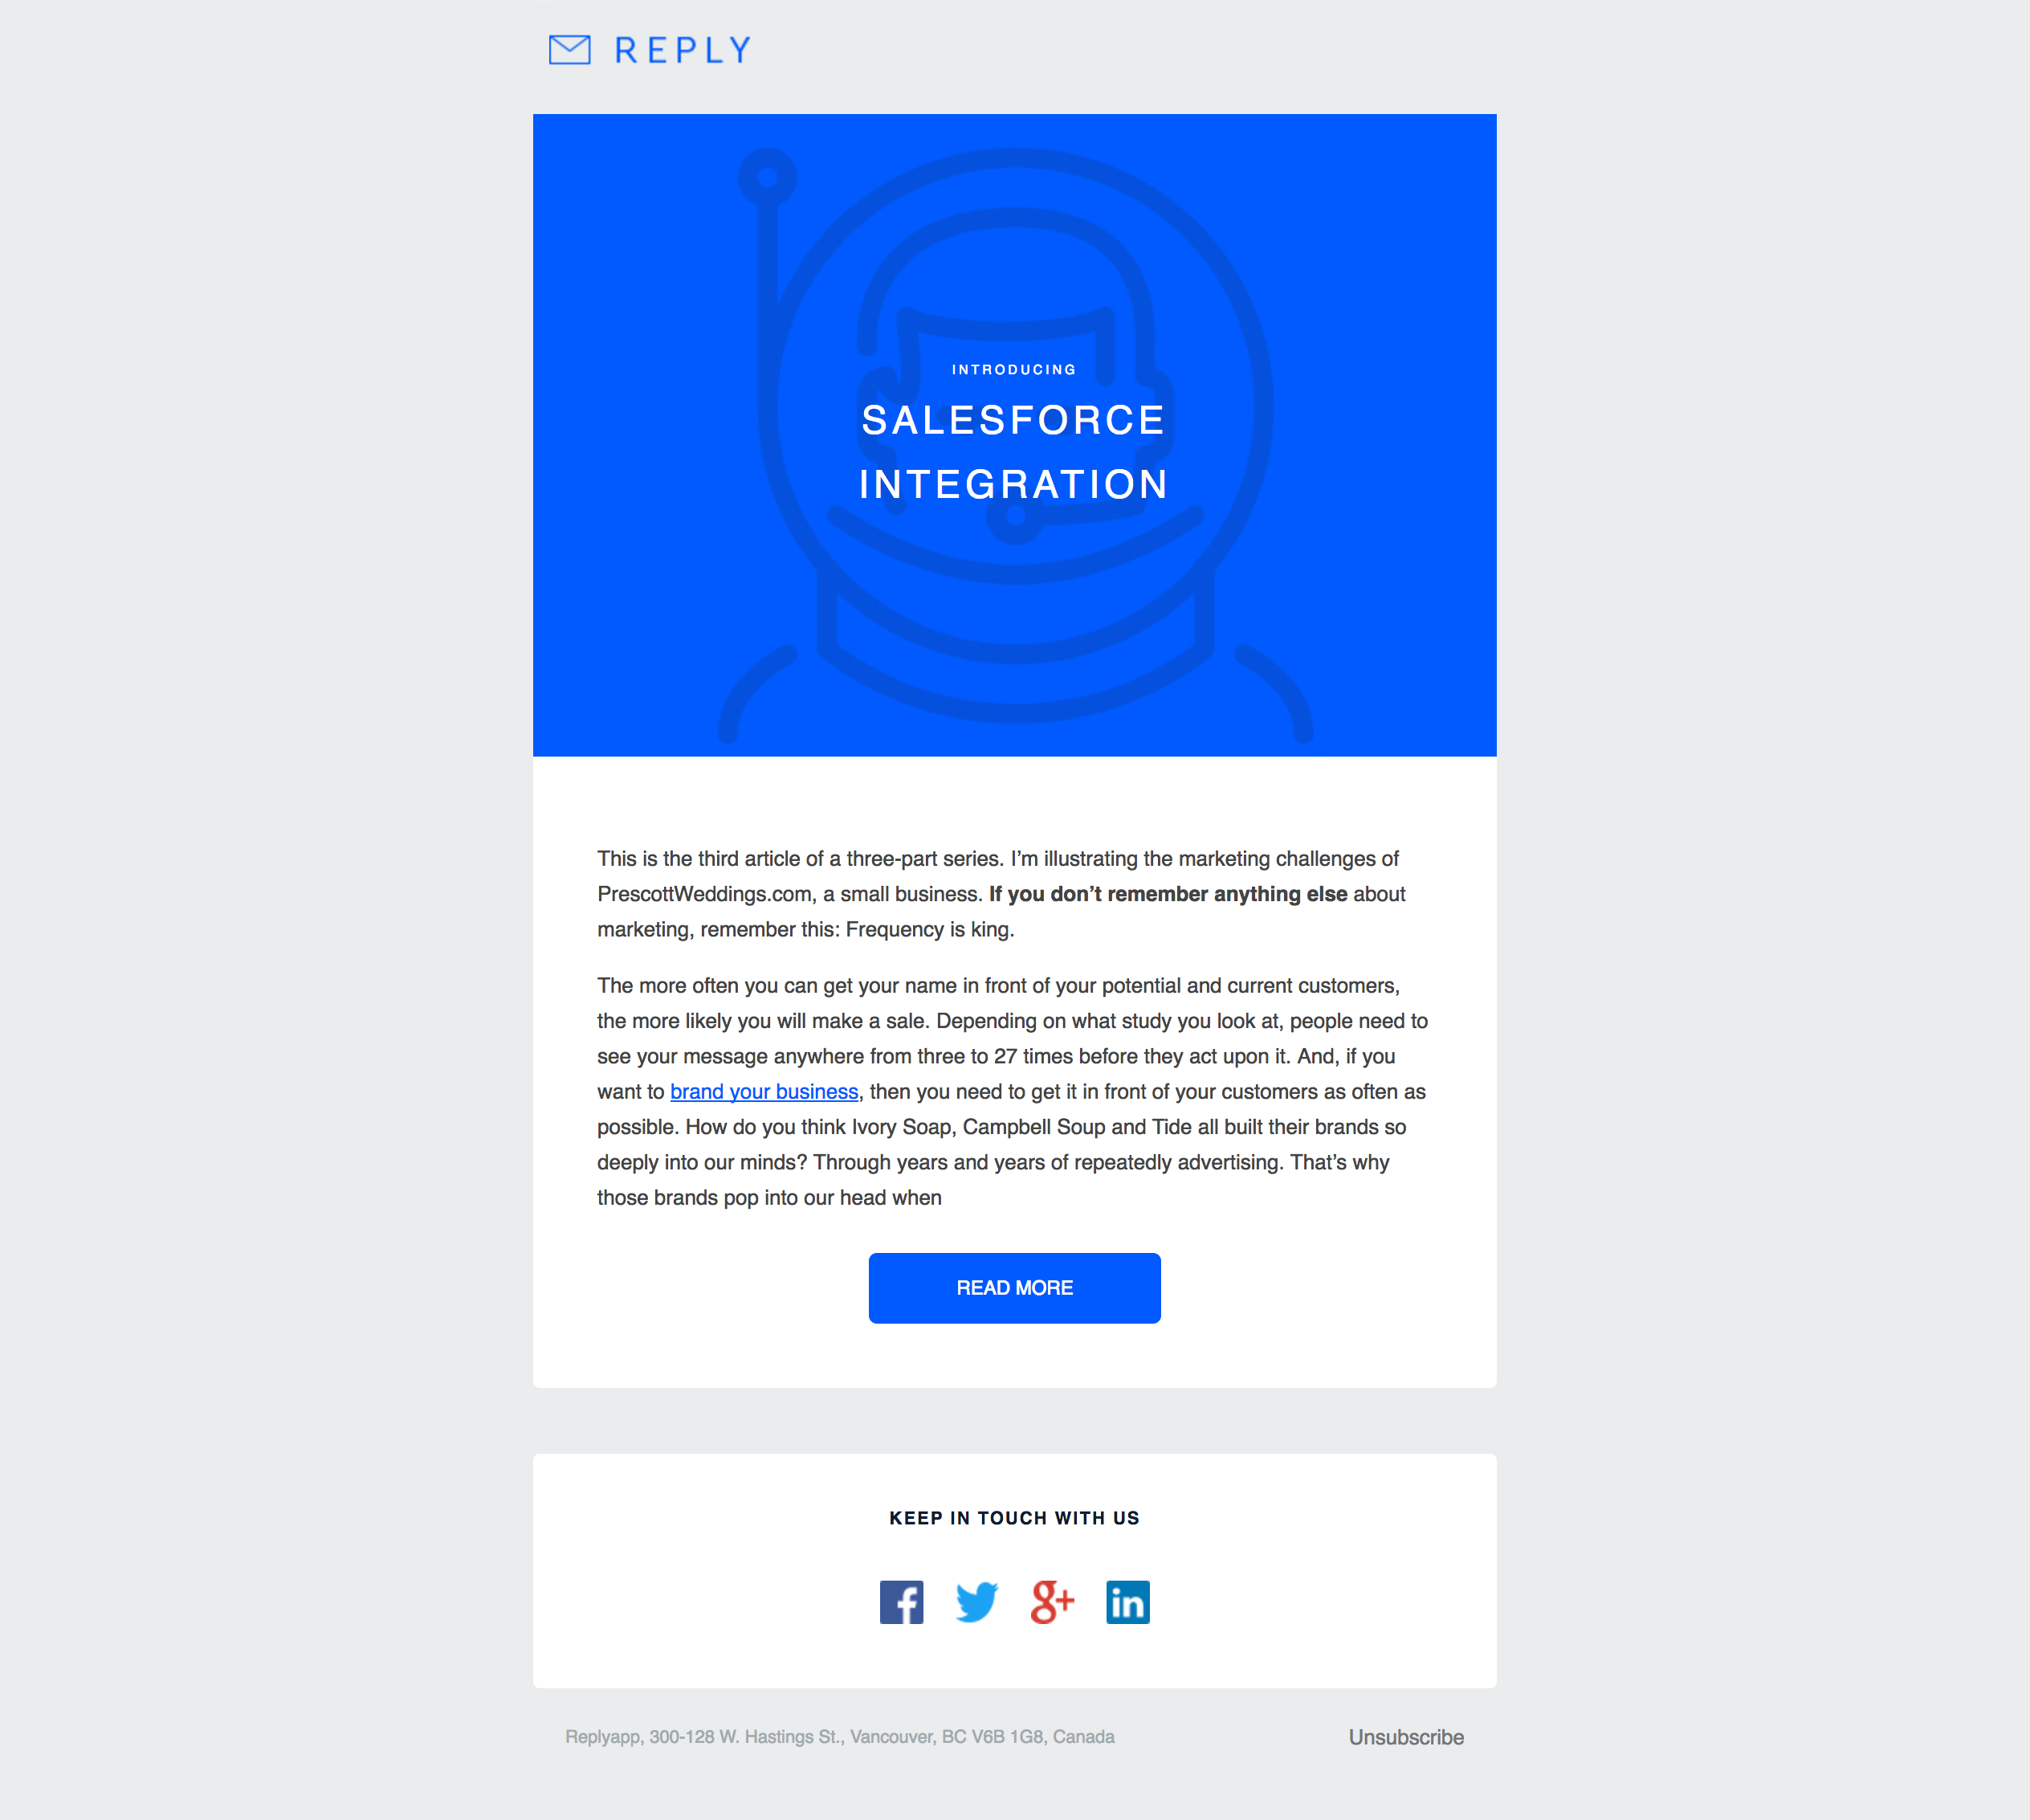 REPLY
INTRODUCING
SALESFORCE
INTEGRATION
This is the third article of a three-part series. I’m illustrating the marketing challenges of
PrescottWeddings.com, a small business. If you don’t remember anything else about
marketing, remember this: Frequency is king.
The more often you can get your name in front of your potential and current customers,
the more likely you will make a sale. Depending on what study you look at, people need to
see your message anywhere from three to 27 times before they act upon it. And, if you
want to brand your business, then you need to get it in front of your customers as often as
possible. How do you think Ivory Soap, Campbell Soup and Tide all built their brands so
deeply into our minds? Through years and years of repeatedly advertising. That’s why
those brands pop into our head when
READ MORE
KEEP IN TOUCH WITH US
f g+ in
Replyapp, 300-128 W. Hastings St., Vancouver, BC V6B 1G8, Canada Unsubscribe